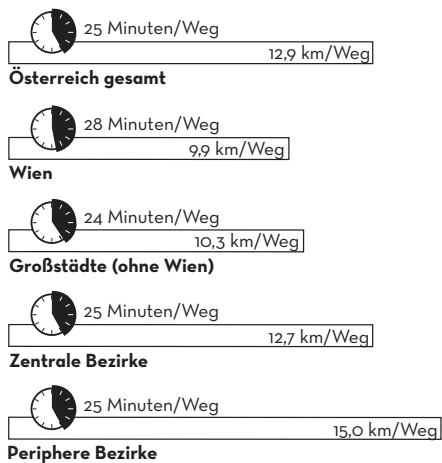 25 Minuten/Weg
12,9 km/Weg
Österreich gesamt
28 Minuten/Weg
9,9 km/Weg
Wien
24 Minuten/Weg
10,3 km/Weg
Großstädte (ohne Wien)
25 Minuten/Weg
12,7 km/Weg
Zentrale Bezirke
25 Minuten/Weg
15,0 km/Weg
Periphere Bezirke